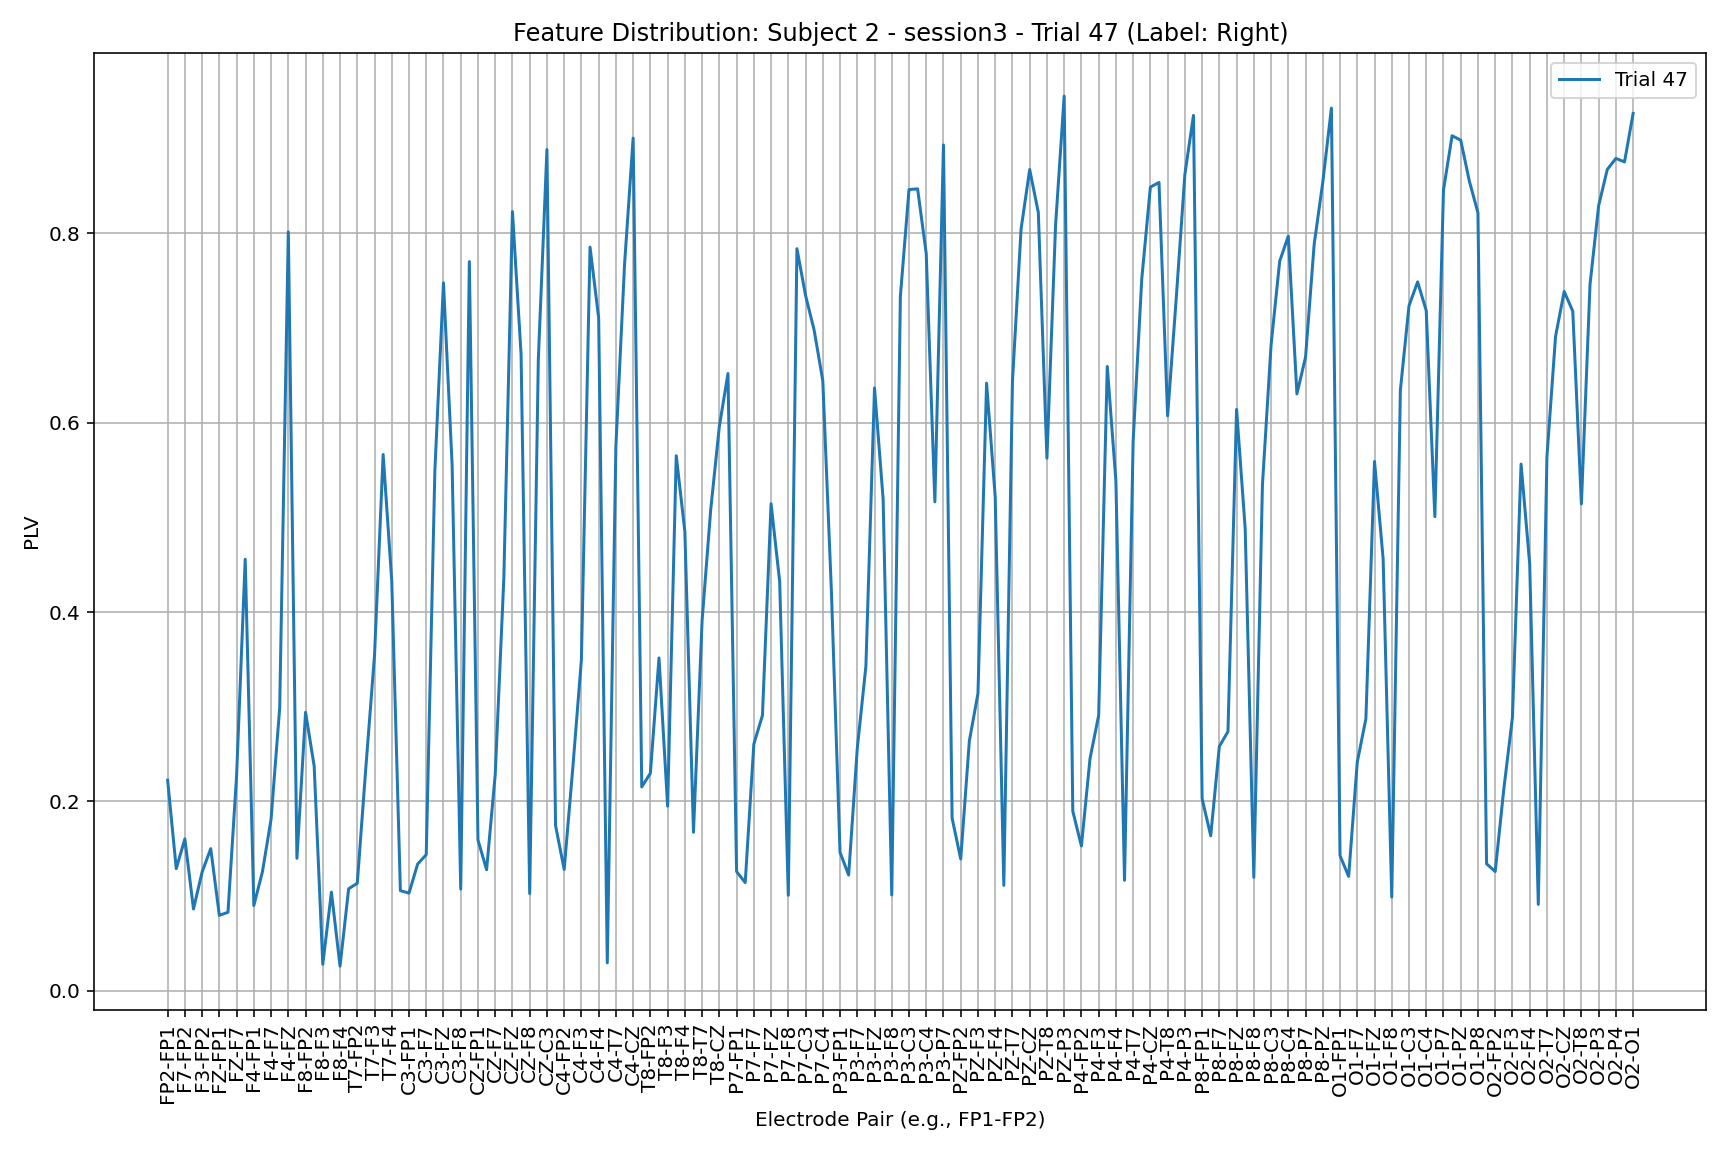 Feature Distribution: Subject 2 - session3 - Trial 47 (Label: Right)
Trial 47
PLV
0.8
0.6
0.4
0.2
0.0
FP2-FP1
F7-FP2
F3-FP2
FZ-FP1
FZ-F7
F4-FP1
F4-F7
F4-FZ
F8-FP2
F8-F3
F8-F4
T7-FP2
T7-F3
T7-F4
C3-FP1
C3-F7
C3-FZ
C3-F8
CZ-FP1
CZ-F7
CZ-FZ
CZ-F8
CZ-C3
C4-FP2
C4-F3
C4-F4
C4-T7
C4-CZ
T8-FP2
T8-F3
T8-F4
T8-T7
T8-CZ
P7-FP1
P7-F7
P7-FZ
P7-F8
P7-C3
P7-C4
P3-FP1
P3-F7
P3-FZ
P3-F8
P3-C3
P3-C4
P3-P7
PZ-FP2
PZ-F3
PZ-F4
PZ-T7
PZ-T8
PZ-P3
P4-FP2
P4-F3
P4-F4
P4-T7
P4-CZ
P4-T8
P4-P3
P8-FP1
P8-F7
P8-FZ
P8-F8
P8-C3
P8-C4
P8-P7
P8-PZ
O1-FP1
O1-F7
O1-FZ
O1-F8
O1-C3
O1-C4
O1-P7
O1-PZ
O1-P8
O2-FP2
O2-F3
O2-F4
O2-T7
O2-CZ
O2-T8
O2-P3
O2-P4
O2-O1
Electrode Pair (e.g., FP1-FP2)